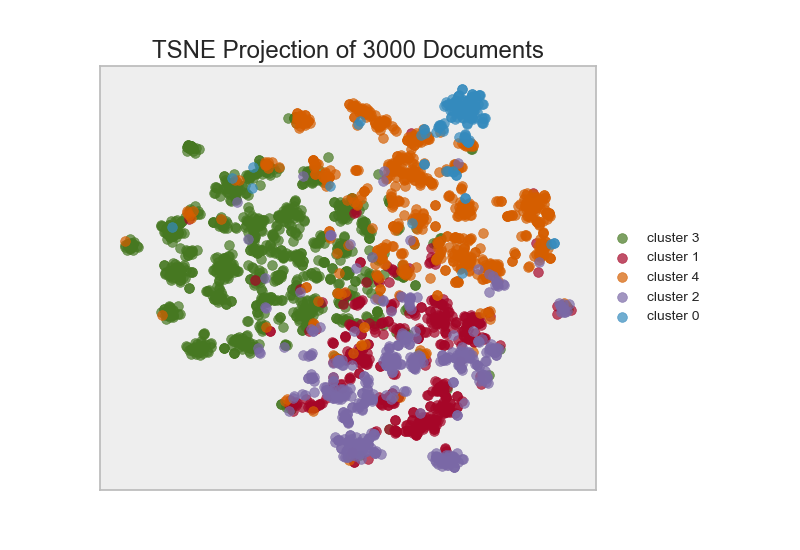 TSNE Projection of 3000 Documents
cluster 3
cluster 1
cluster 4
cluster 2
cluster 0